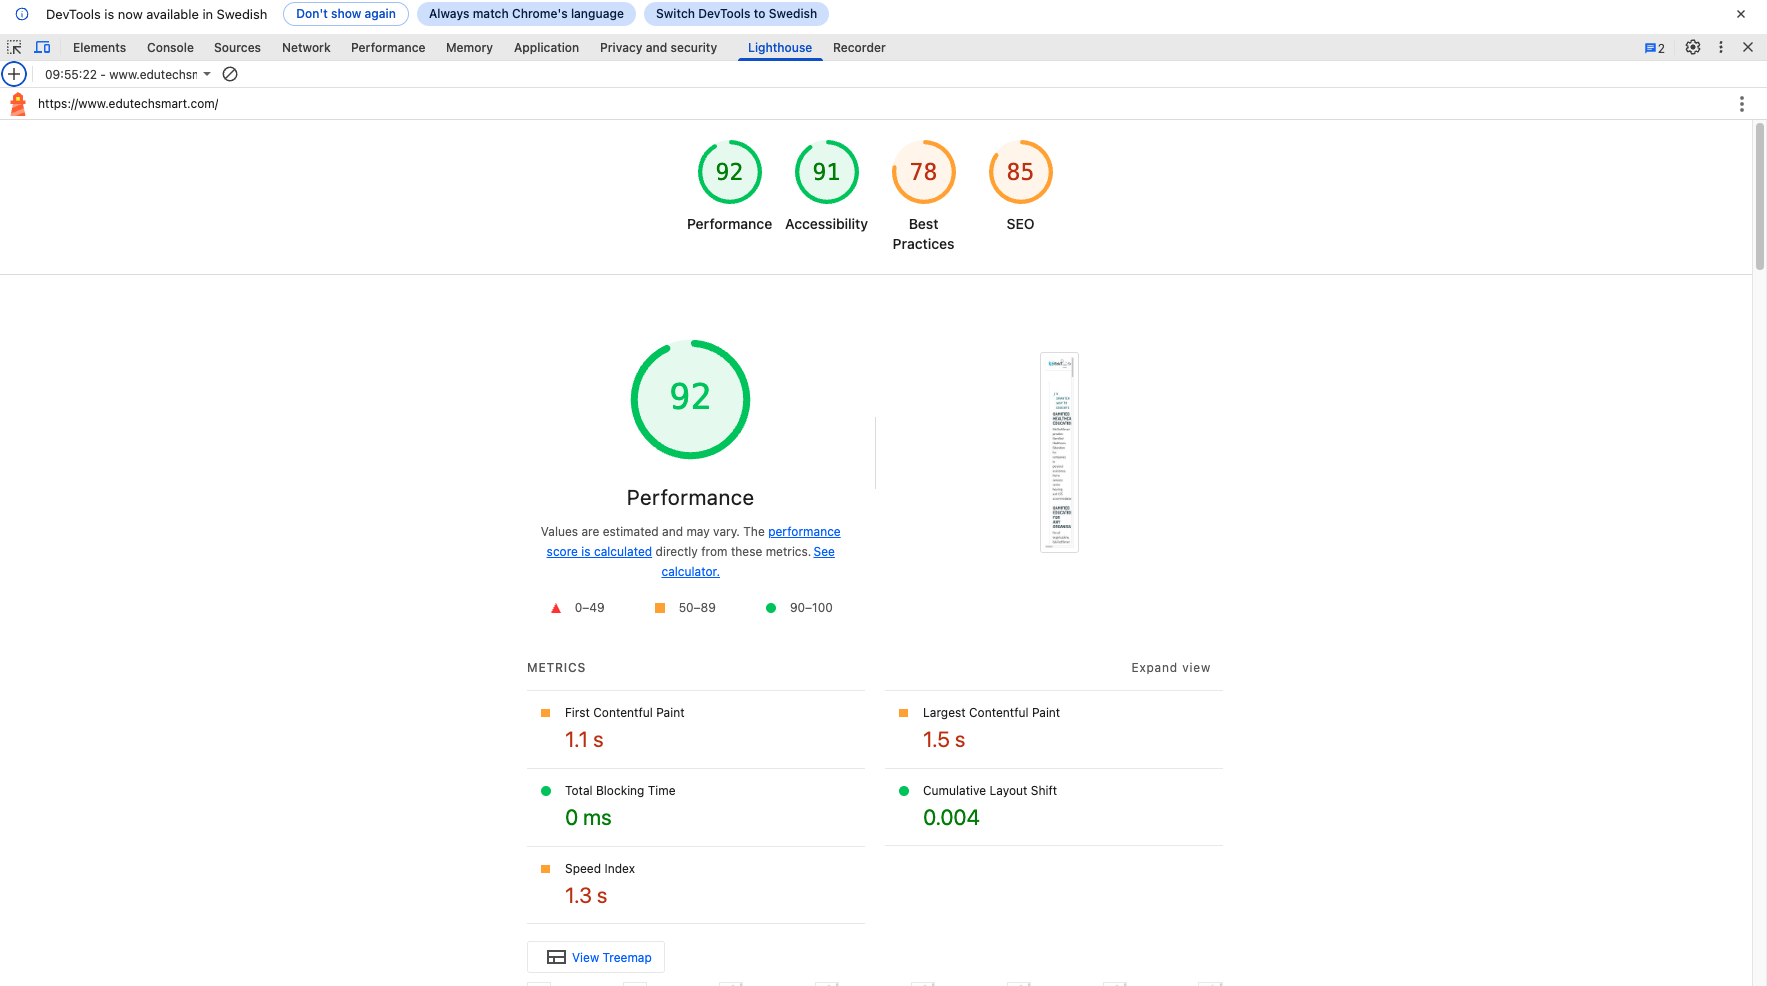 DevTools is now available in Swedish
Don't show again
Always match Chrome's language
Switch DevTools to Swedish
Elements
Console
Sources
Network
Performance
Memory
Application
Privacy and security
Lighthouse
Recorder
2
09:55:22 - www.edutechsm
https://www.edutechsmart.com/
92
91
78
85
Performance
Accessibility
Best
Practices
SEO
92
Performance
Values are estimated and may vary. The performance
score is calculated directly from these metrics. See
calculator.
0–49
50–89
90–100
METRICS
Expand view
First Contentful Paint
1.1 s
Largest Contentful Paint
1.5 s
Total Blocking Time
0 ms
Cumulative Layout Shift
0.004
Speed Index
1.3 s
View Treemap